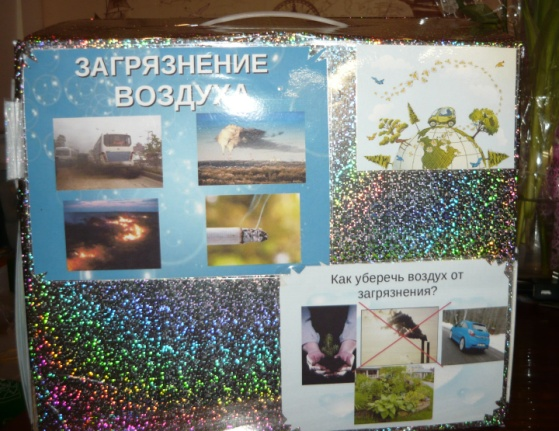 ЗАГРЯЗНЕНИЕ
ВОЗДУХА
Как уберечь воздух от
загрязнения?